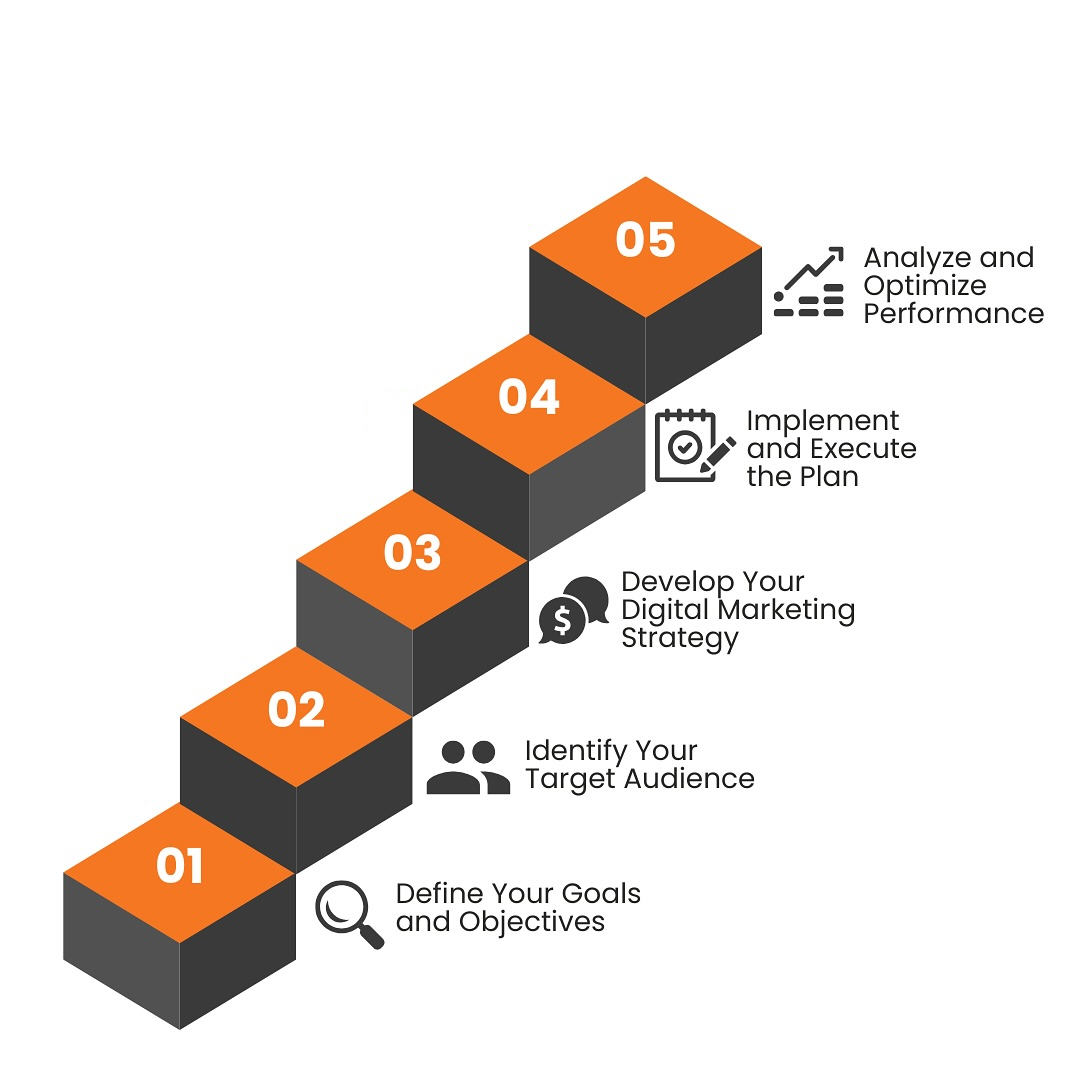 05
Analyze and
Optimize
Performance
04
Implement
and Execute
the Plan
03
Develop Your
Digital Marketing
Strategy
$
02
Identify Your
Target Audience
01
Define Your Goals
and Objectives